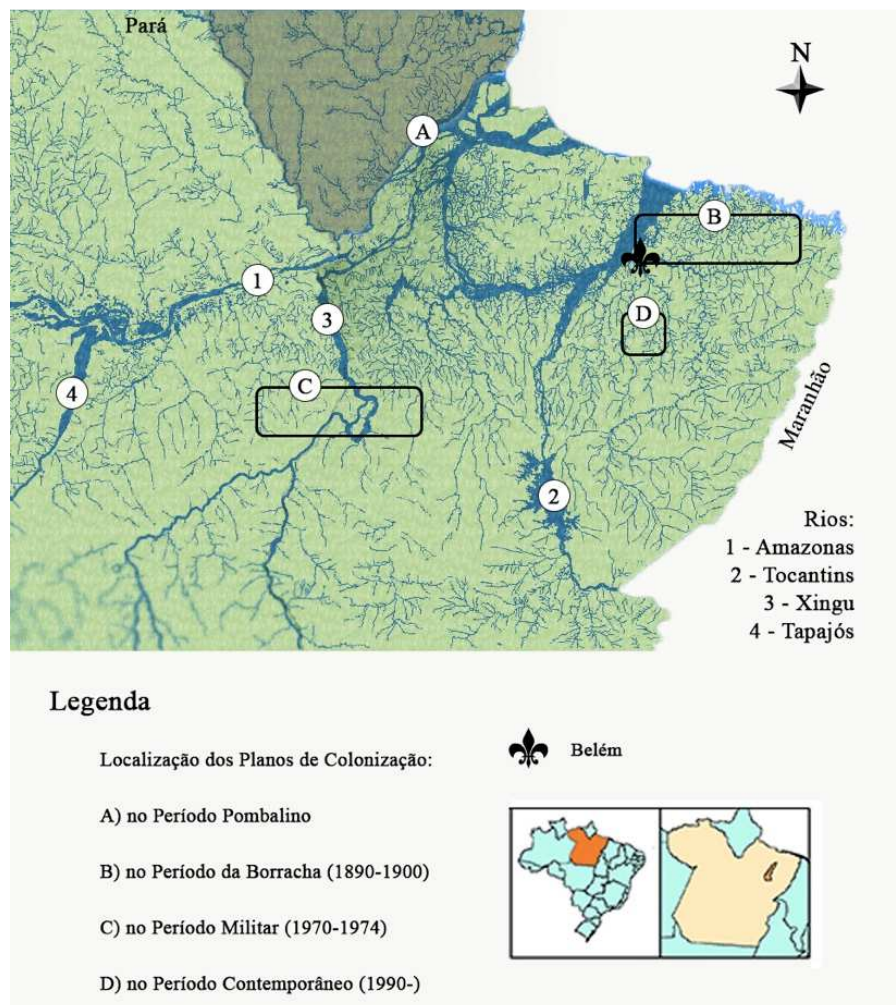 Pará
N
A
B
1
D
3
C
4
Maranhão
2
Rios:
1 - Amazonas
2 - Tocantins
3 - Xingu
4 - Tapajós
Legenda
Localização dos Planos de Colonização:
Belém
A) no Período Pombalino
B) no Período da Borracha (1890-1900)
C) no Período Militar (1970-1974)
D) no Período Contemporâneo (1990-)